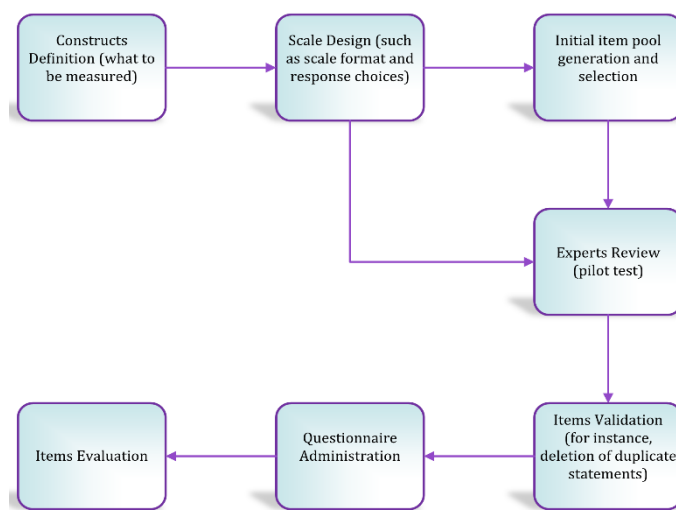 Constructs
Definition (what to
be measured)
Scale Design (such
as scale format and
response choices)
Initial item pool
generation and
selection
Experts Review
(pilot test)
Items Validation
(for instance,
deletion of duplicate
statements)
Questionnaire
Administration
Items Evaluation